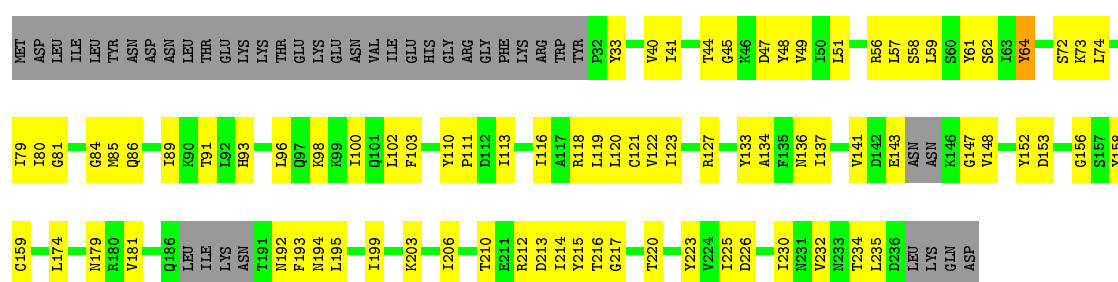 MET ASP LEU ILE ILE LEU TYR ASN ASP ASN LEU THR GLU LYS LYS THR GLU LYS GLU ASN VAL ILE GLU HIS GLY ARG GLY PHE LYS ARG TRP TYR P32 Y33 V40 I41 T44 G45 K46 D47 Y48 V49 I50 L51 R56 L57 S58 L59 S60 Y61 S62 I63 Y64 S72 K73 L74
I79 I80 G81 G84 M85 Q86 I89 K90 T91 L92 H93 L96 Q97 K98 K99 I100 Q101 L102 F103 Y110 P111 D112 I113 I116 A117 R118 L119 L120 C121 V122 I123 R127 Y133 A134 F135 N136 I137 V141 D142 E143 ASN ASN K146 G147 V148 Y152 D153 G156 S157 Y158
C159 L174 N179 R180 V181 Q186 LEU ILE LYS ASN T191 N192 F193 N194 L195 I199 K203 I206 T210 E211 R212 D213 I214 Y215 T216 G217 T220 Y223 V224 I225 D226 I230 N231 V232 N233 T234 L235 D236 LEU LYS GLN ASP